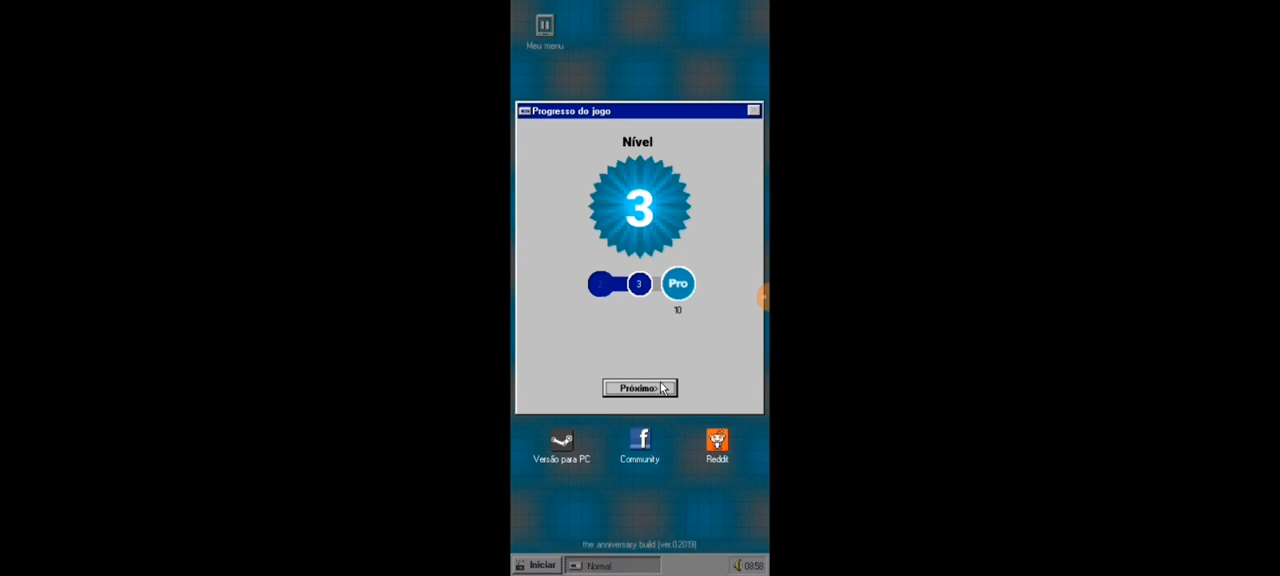 Meu menu
Progresso do jogo
Nível
3
3
Pro
10
Próximo>
Versão para PC
Community
Reddit
the anniversary build (ver.0.2019)
Iniciar
Normal
08:58